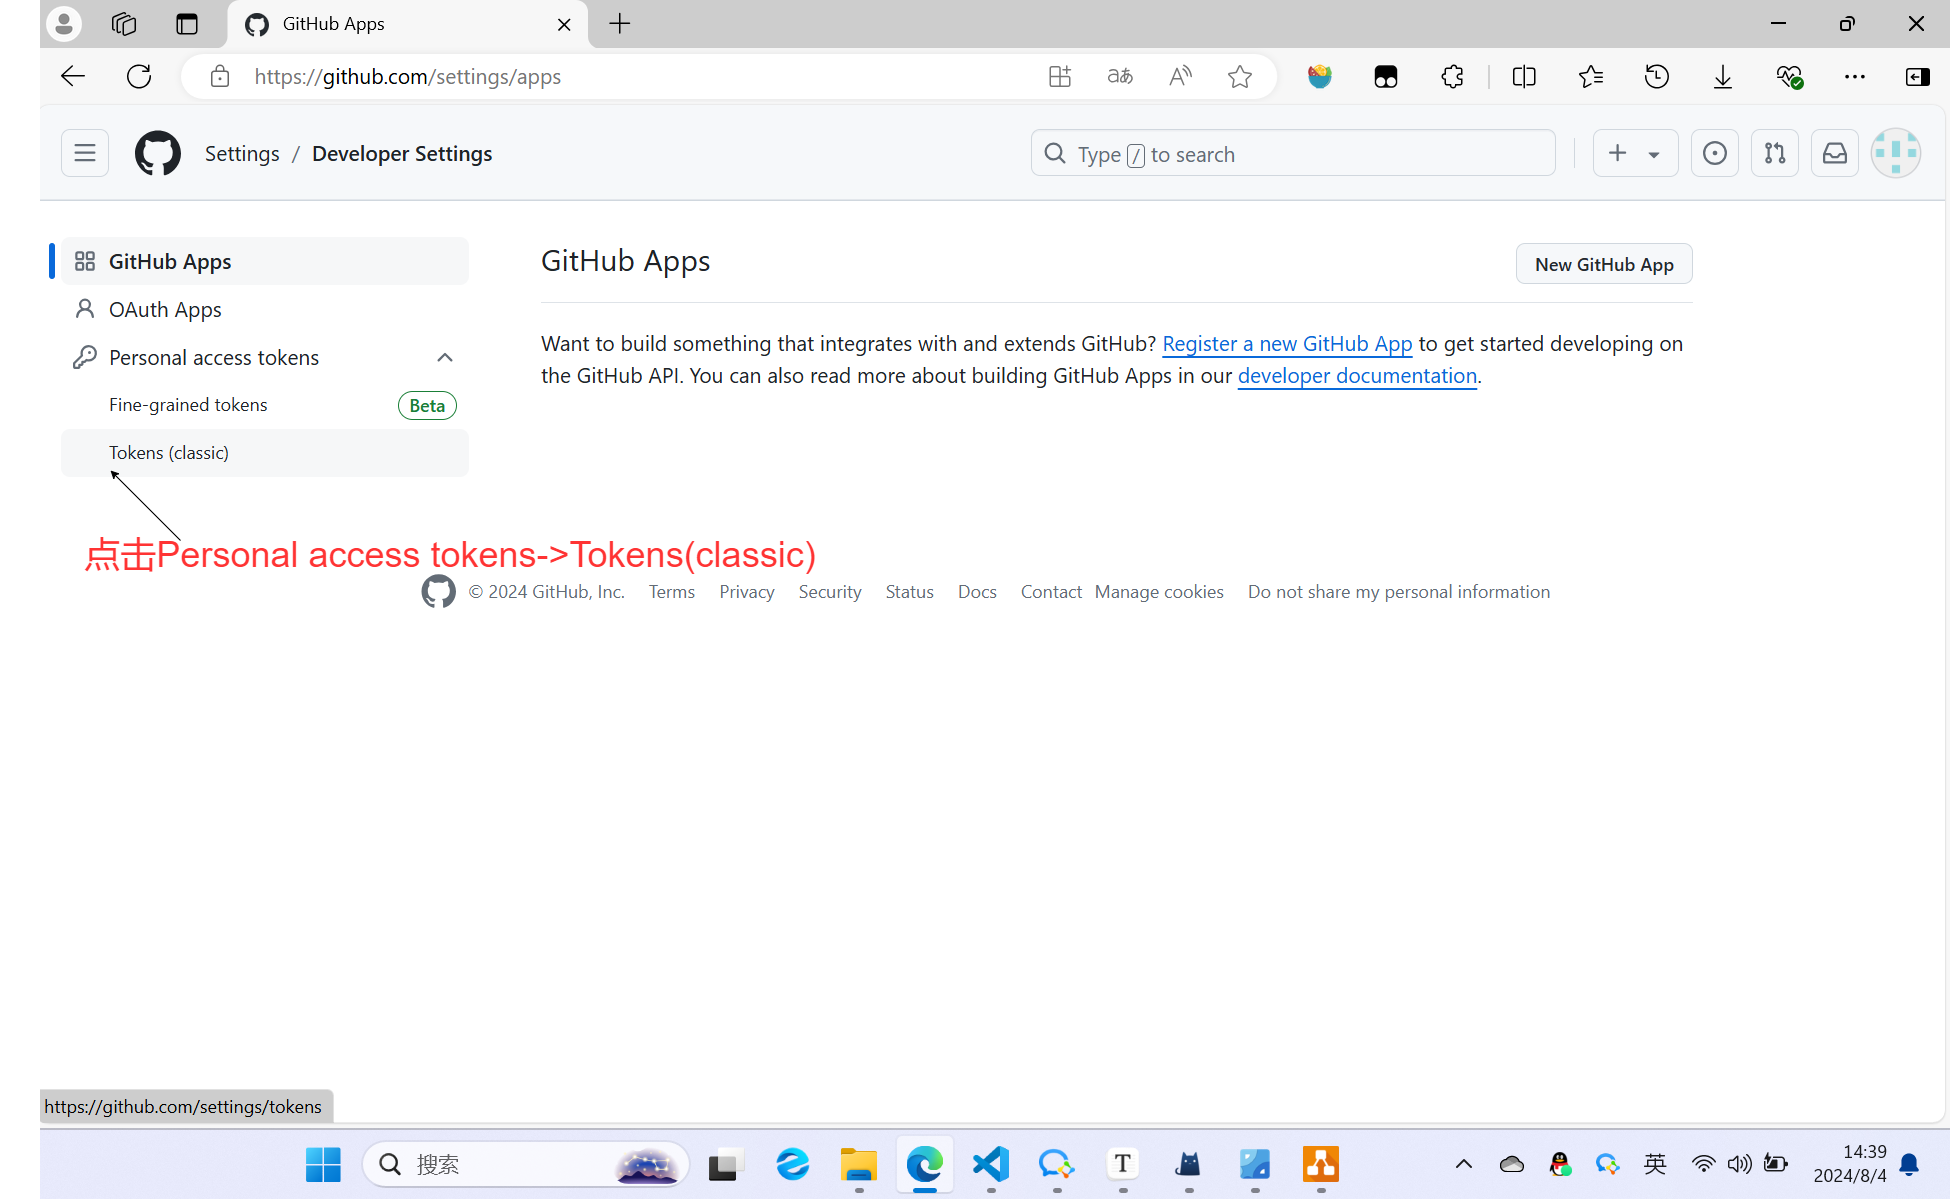 GitHub Apps
https://github.com/settings/apps
Settings / Developer Settings
Type / to search
GitHub Apps
OAuth Apps
Personal access tokens
Fine-grained tokens
Beta
Tokens (classic)
GitHub Apps
New GitHub App
Want to build something that integrates with and extends GitHub? Register a new GitHub App to get started developing on
the GitHub API. You can also read more about building GitHub Apps in our developer documentation.
点击Personal access tokens->Tokens(classic)
© 2024 GitHub, Inc. Terms Privacy Security Status Docs Contact Manage cookies Do not share my personal information
https://github.com/settings/tokens
搜索
英
14:39
2024/8/4